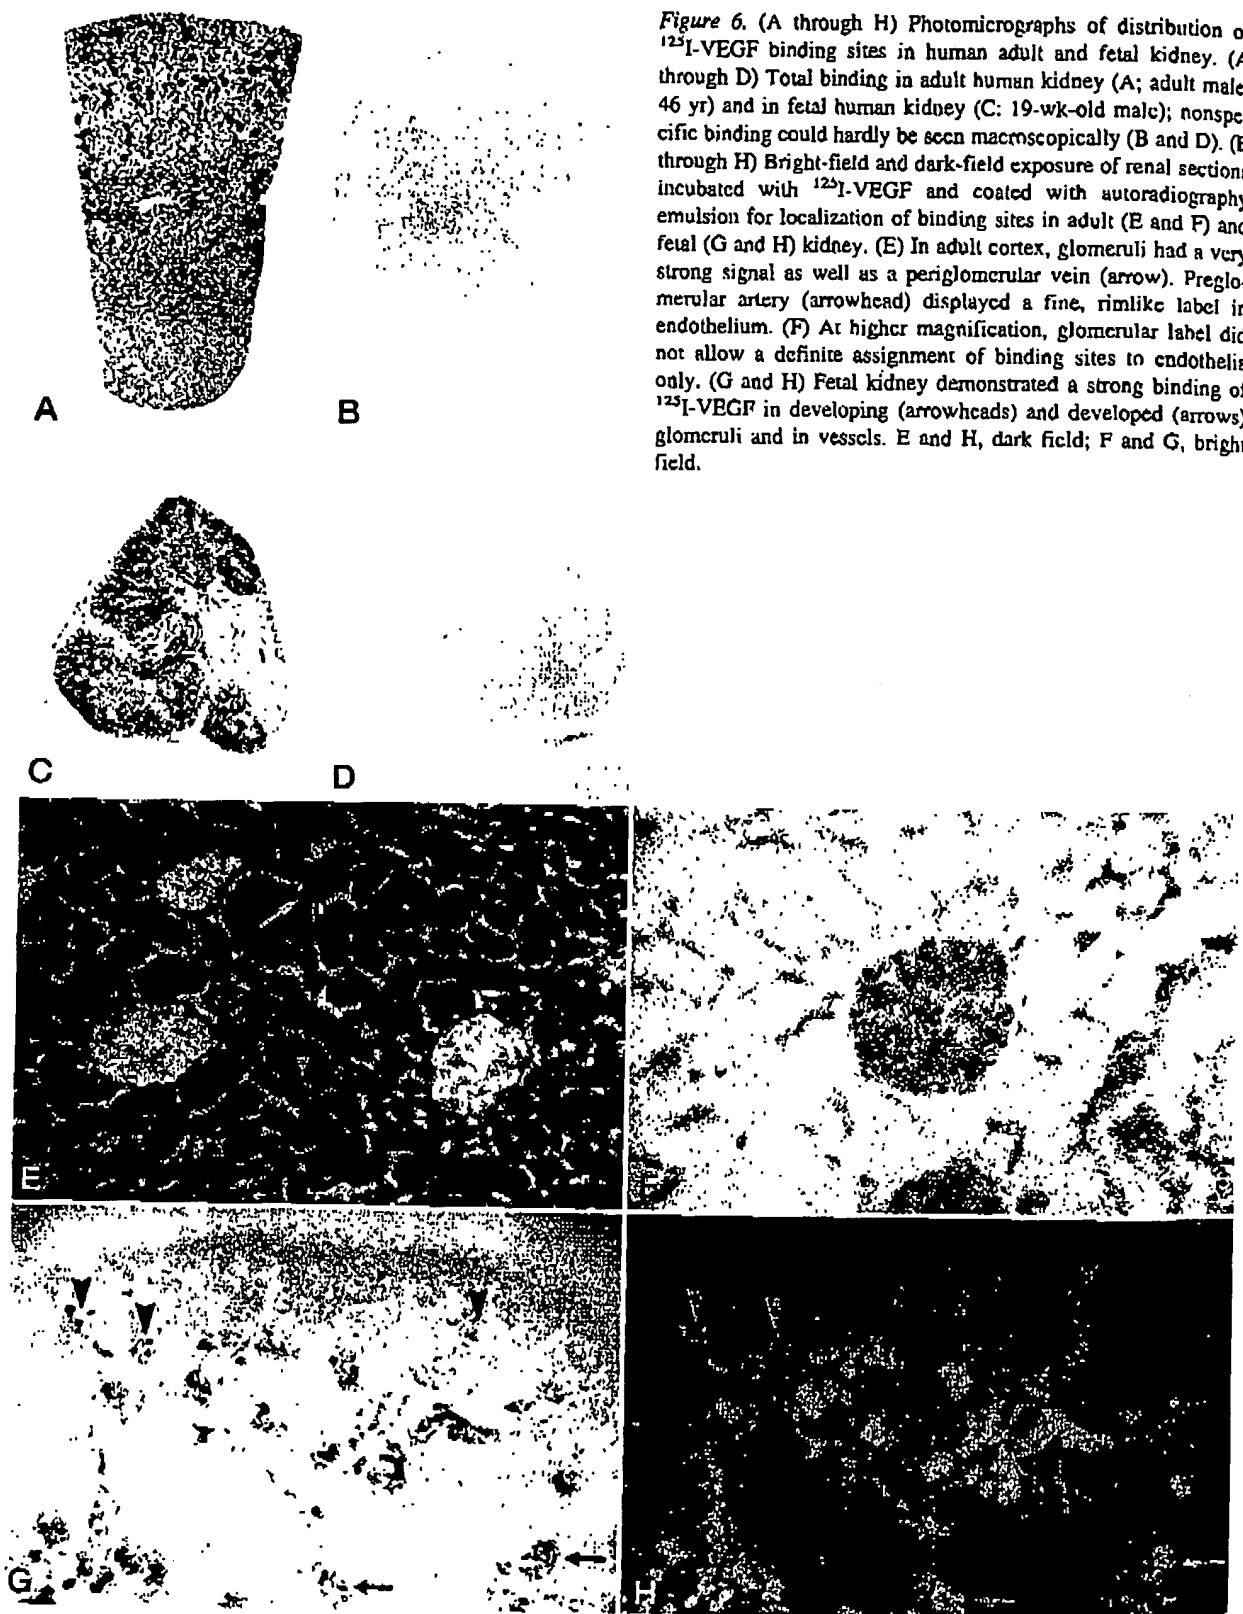 Figure 6. (A through H) Photomicrographs of distribution o
¹²⁵I-VEGF binding sites in human adult and fetal kidney. (A
through D) Total binding in adult human kidney (A; adult male
46 yr) and in fetal human kidney (C: 19-wk-old male); nonspe-
cific binding could hardly be seen macroscopically (B and D). (E
through H) Bright-field and dark-field exposure of renal section
incubated with ¹²⁵I-VEGF and coated with autoradiography
emulsion for localization of binding sites in adult (E and F) and
fetal (G and H) kidney. (E) In adult cortex, glomeruli had a very
strong signal as well as a periglomerular vein (arrow). Preglo-
merular artery (arrowhead) displayed a fine, rimlike label in
endothelium. (F) At higher magnification, glomerular label did
not allow a definite assignment of binding sites to endothelia
only. (G and H) Fetal kidney demonstrated a strong binding of
¹²⁵I-VEGF in developing (arrowheads) and developed (arrows)
glomeruli and in vessels. E and H, dark field; F and G, bright
field.
A
B
C
D
E
F
G
H